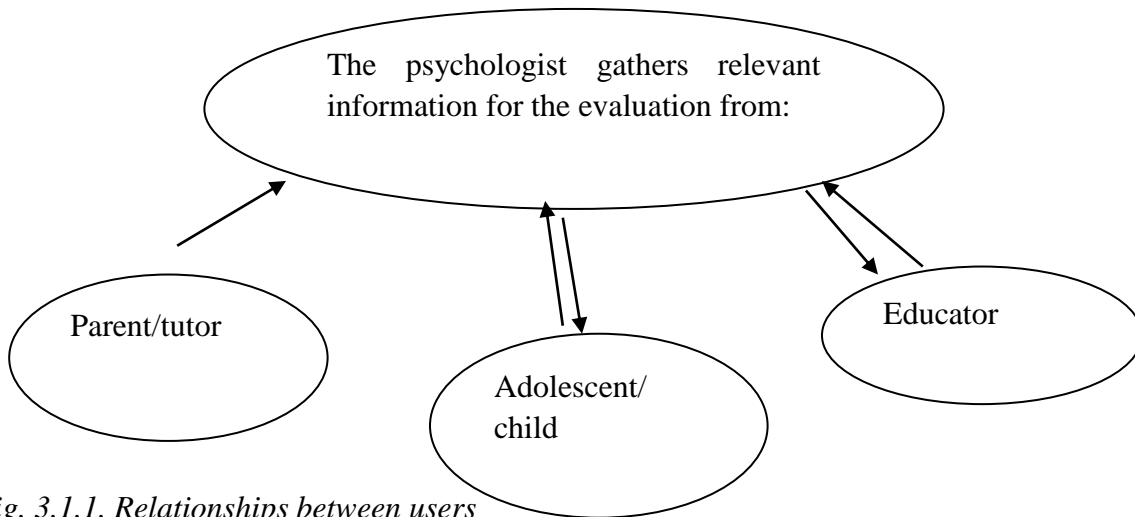 The psychologist gathers relevant
information for the evaluation from:
Parent/tutor
Educator
Adolescent/
child
ig. 3.1.1. Relationships between users